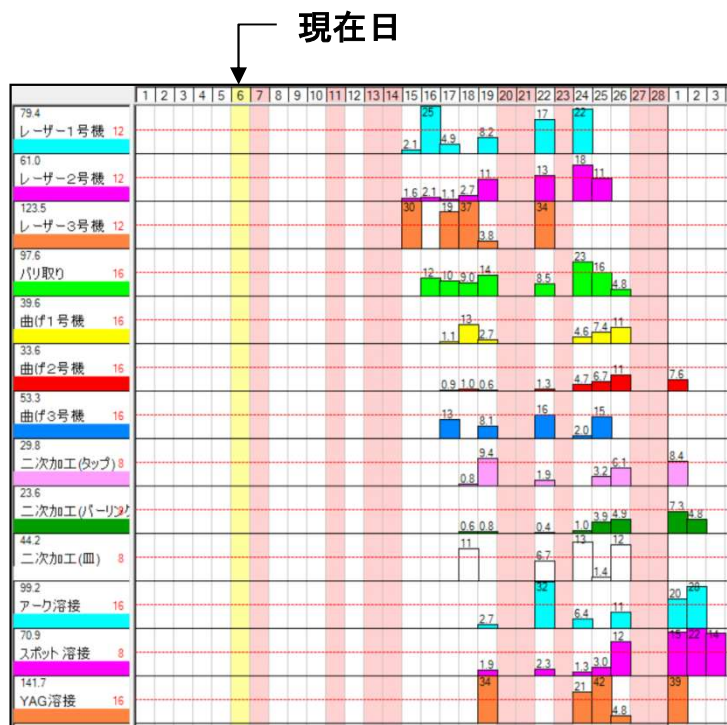 現在日
1 2 3 4 5 6 7 8 9 10 11 12 13 14 15 16 17 18 19 20 21 22 23 24 25 26 27 28 1 2 3
79.4
レーザー1号機 12
2.1 25 4.9 8.2 17 22
61.0
レーザー2号機 12
1.6 2.1 1.1 2.7 11 13 18 11
123.5
レーザー3号機 12
30 19 37 3.8 34
97.6
バリ取り 16
12 10 9.0 14 8.5 23 16 4.8
39.6
曲げ1号機 16
1.1 13 2.7 4.6 7.4 11
33.6
曲げ2号機 16
0.9 1.0 0.6 1.3 4.7 6.7 11 7.6
53.3
曲げ3号機 16
13 8.1 16 2.0 15
29.8
二次加工(タップ) 8
0.8 9.4 1.9 3.2 6.1 8.4
23.6
二次加工(バーリング
0.6 0.8 0.4 1.0 3.9 4.9 7.3 4.8
44.2
二次加工(皿) 8
11 6.7 13 1.4 12
99.2
アーク溶接 16
2.7 32 6.4 11 20 28
70.9
スポット溶接 8
1.9 2.3 1.3 3.0 12 15 22 14
141.7
YAG溶接 16
34 21 42 4.8 39